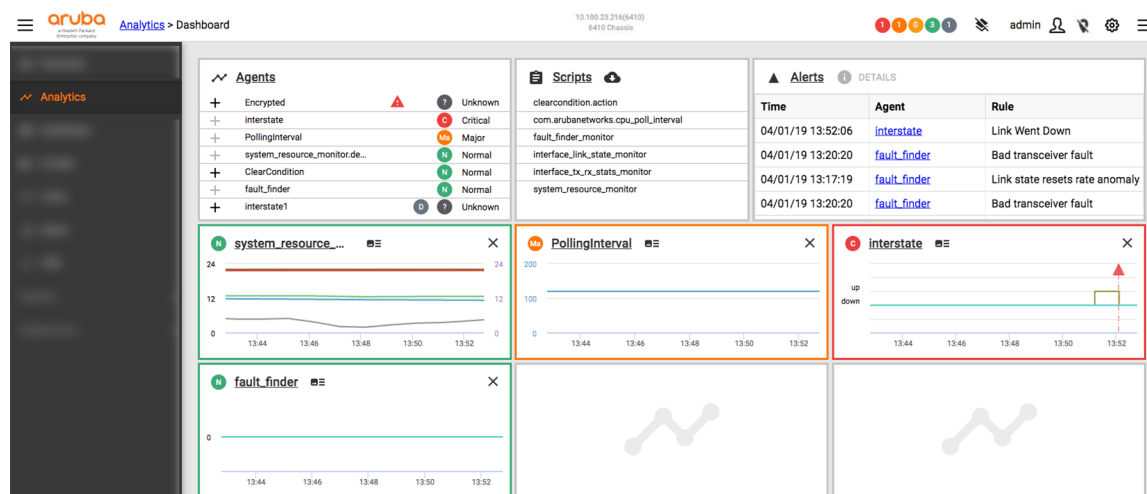 aruba
a Hewlett Packard
Enterprise company
Analytics > Dashboard
10.100.23.216(6410)
6410 Chassis
1 1 0 3 1
admin
Analytics
Agents
Encrypted ? Unknown
interstate C Critical
PollingInterval Ma Major
system_resource_monitor.de... N Normal
ClearCondition N Normal
fault_finder N Normal
interstate1 D ? Unknown
Scripts
clearcondition.action
com.arubanetworks.cpu_poll_interval
fault_finder_monitor
interface_link_state_monitor
interface_tx_rx_stats_monitor
system_resource_monitor
Alerts i DETAILS
Time Agent Rule
04/01/19 13:52:06 interstate Link Went Down
04/01/19 13:20:20 fault_finder Bad transceiver fault
04/01/19 13:17:19 fault_finder Link state resets rate anomaly
04/01/19 13:20:20 fault_finder Bad transceiver fault
N system_resource_...
24 24
12 12
0 0
13:44 13:46 13:48 13:50 13:52
Ma PollingInterval
200
100
0
13:44 13:46 13:48 13:50 13:52
C interstate
up
down
13:44 13:46 13:48 13:50 13:52
N fault_finder
0
13:44 13:46 13:48 13:50 13:52